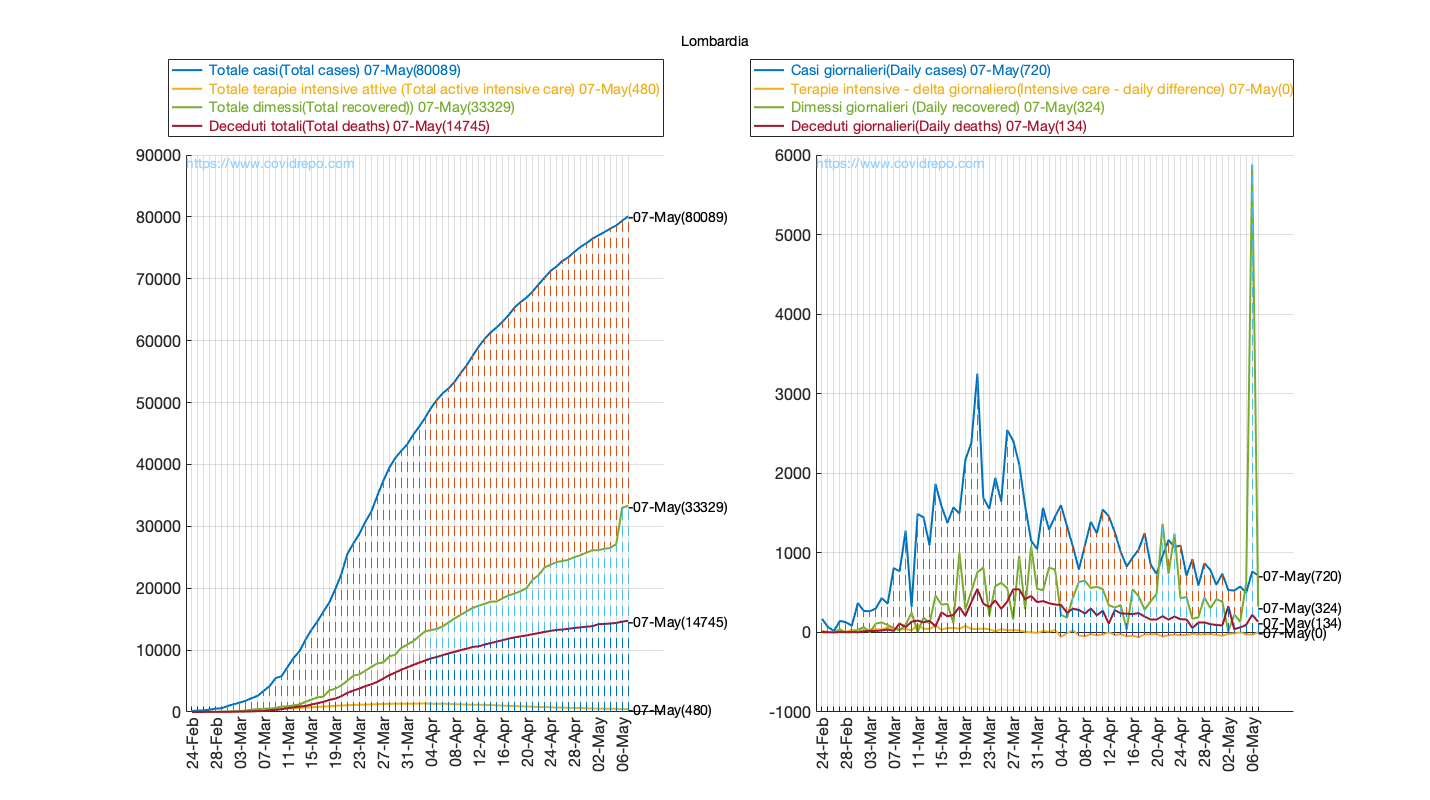 Lombardia
Totale casi(Total cases) 07-May(80089)
Totale terapie intensive attive (Total active intensive care) 07-May(480)
Totale dimessi(Total recovered)) 07-May(33329)
Deceduti totali(Total deaths) 07-May(14745)
https://www.covidrepo.com
90000
80000
70000
60000
50000
40000
30000
20000
10000
0
07-May(80089)
07-May(33329)
07-May(14745)
07-May(480)
24-Feb
28-Feb
03-Mar
07-Mar
11-Mar
15-Mar
19-Mar
23-Mar
27-Mar
31-Mar
04-Apr
08-Apr
12-Apr
16-Apr
20-Apr
24-Apr
28-Apr
02-May
06-May
Casi giornalieri(Daily cases) 07-May(720)
Terapie intensive - delta giornaliero(Intensive care - daily difference) 07-May(0)
Dimessi giornalieri (Daily recovered) 07-May(324)
Deceduti giornalieri(Daily deaths) 07-May(134)
https://www.covidrepo.com
6000
5000
4000
3000
2000
1000
0
-1000
07-May(720)
07-May(324)
07-May(134)
07-May(0)
24-Feb
28-Feb
03-Mar
07-Mar
11-Mar
15-Mar
19-Mar
23-Mar
27-Mar
31-Mar
04-Apr
08-Apr
12-Apr
16-Apr
20-Apr
24-Apr
28-Apr
02-May
06-May